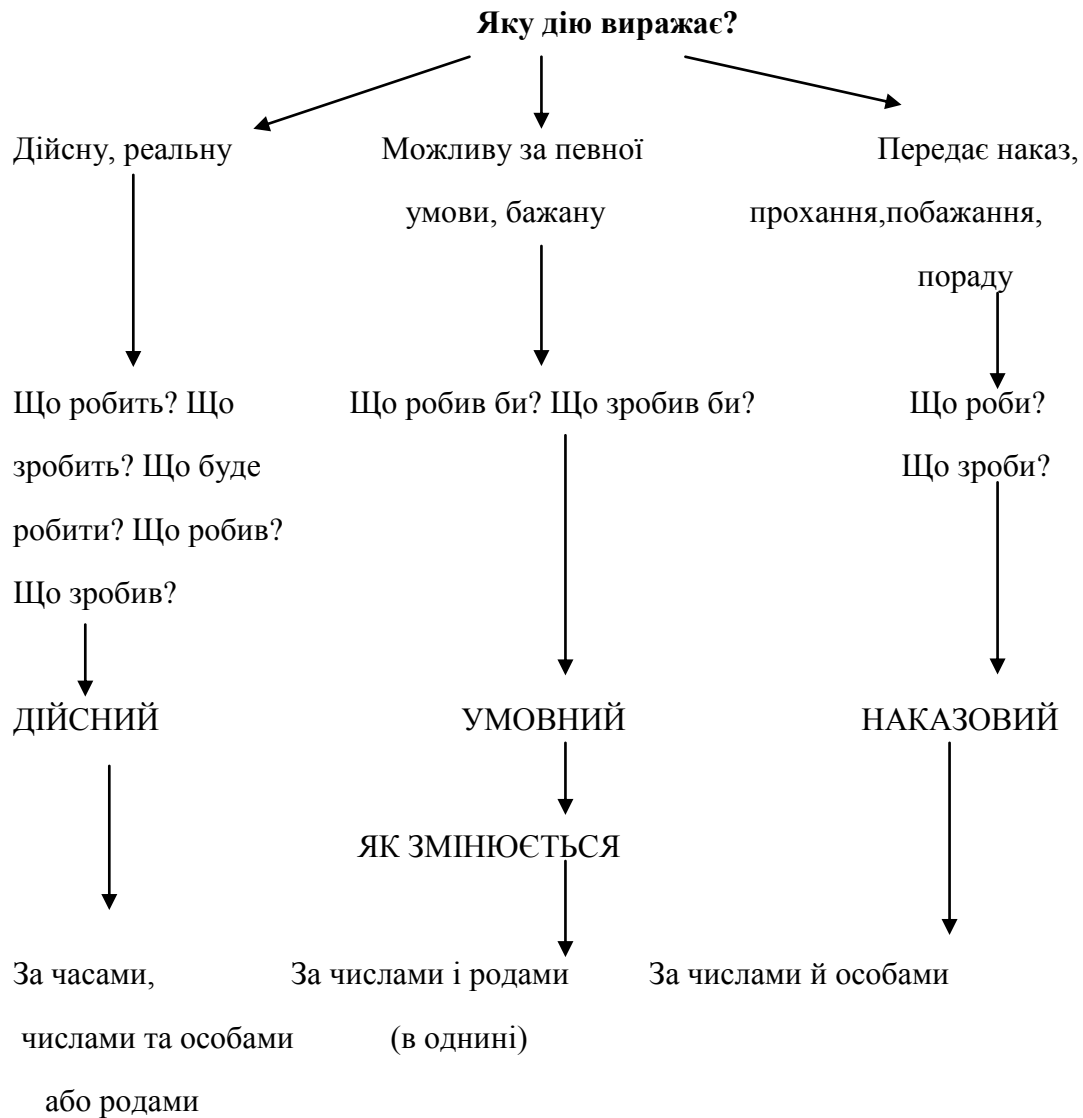 Яку дію виражає?
Дійсну, реальну
Можливу за певної
умови, бажану
Передає наказ,
прохання,побажання,
пораду
Що робить? Що
зробить? Що буде
робити? Що робив?
Що зробив?
Що робив би? Що зробив би?
Що роби?
Що зроби?
ДІЙСНИЙ
УМОВНИЙ
НАКАЗОВИЙ
ЯК ЗМІНЮЄТЬСЯ
За часами,
числами та особами
або родами
За числами і родами
(в однині)
За числами й особами